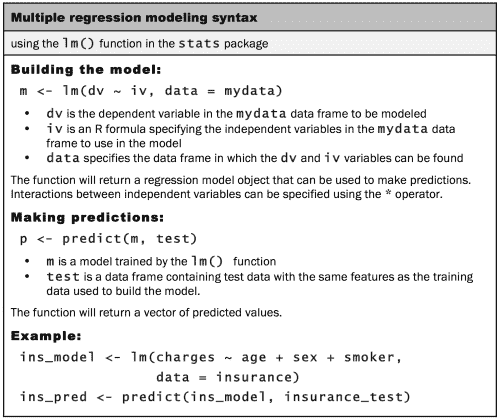 Multiple regression modeling syntax
using the lm() function in the stats package
Building the model:
m <- lm(dv ~ iv, data = mydata)
• dv is the dependent variable in the mydata data frame to be modeled
• iv is an R formula specifying the independent variables in the mydata data
frame to use in the model
• data specifies the data frame in which the dv and iv variables can be found
The function will return a regression model object that can be used to make predictions.
Interactions between independent variables can be specified using the * operator.
Making predictions:
p <- predict(m, test)
• m is a model trained by the lm() function
• test is a data frame containing test data with the same features as the training
data used to build the model.
The function will return a vector of predicted values.
Example:
ins_model <- lm(charges ~ age + sex + smoker,
data = insurance)
ins_pred <- predict(ins_model, insurance_test)